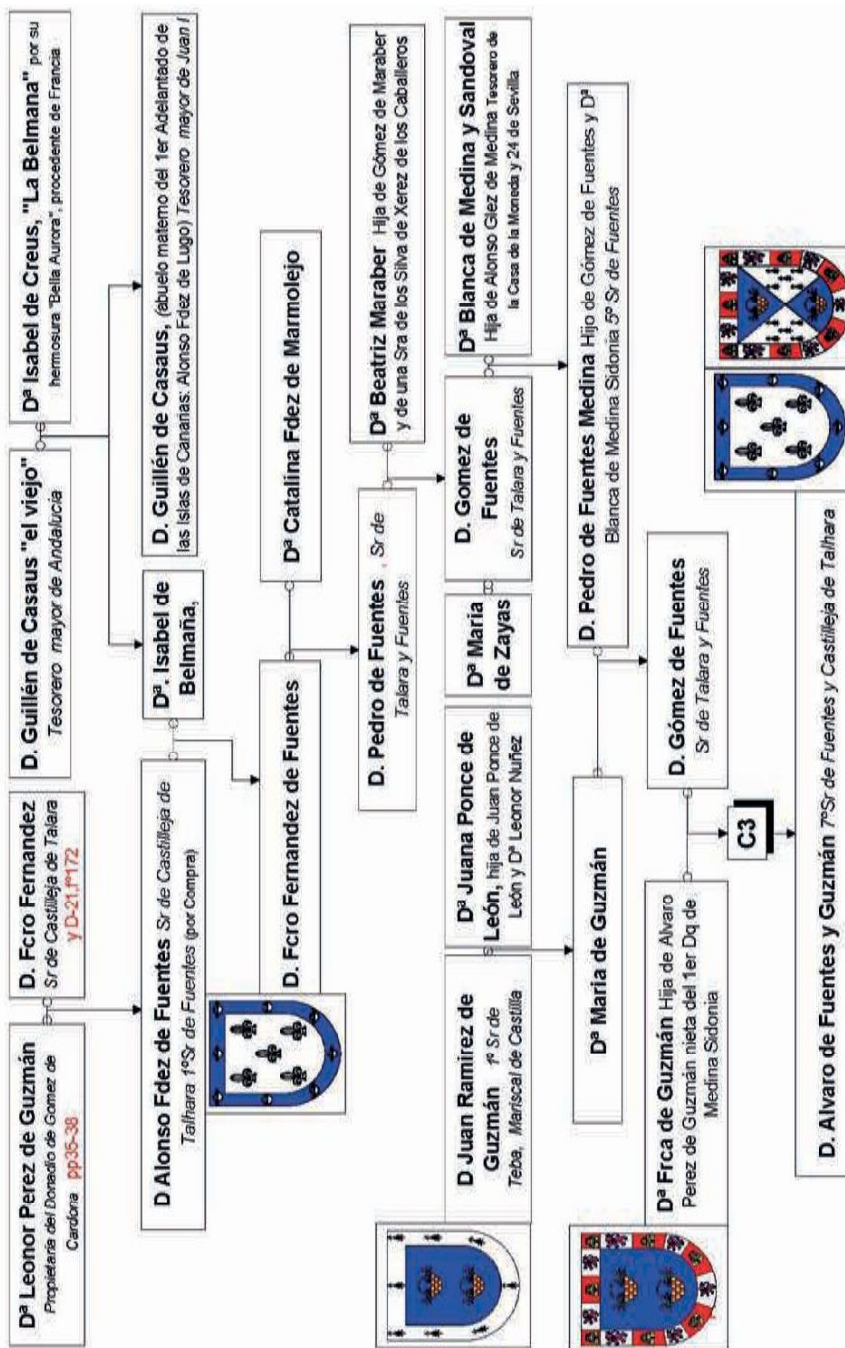 Dª Leonor Perez de Guzmán
Propietaria del Donadio de Gomez de
Cardona pp35-38
D. Fcro Fernandez
Sr de Castilleja de Talara
y D-21.fº172
D. Guillén de Casaus "el viejo"
Tesorero mayor de Andalucía
Dª Isabel de Creus, "La Belmana" por su
hermosura "Bella Aurora", procedente de Francia
D Alonso Fdez de Fuentes Sr de Castilleja de
Talhara 1ºSr de Fuentes (por Compra)
Dª. Isabel de
Belmaña,
D. Guillén de Casaus, (abuelo materno del 1er Adelantado de
las Islas de Canarias: Alonso Fdez de Lugo) Tesorero mayor de Juan I
D. Fcro Fernandez de Fuentes
Dª Catalina Fdez de Marmolejo
D. Pedro de Fuentes , Sr de
Talara y Fuentes
Dª Beatriz Maraber Hija de Gómez de Maraber
y de una Sra de los Silva de Xerez de los Caballeros
D Juan Ramirez de
Guzmán 1º Sr de
Teba, Mariscal de Castilla
Dª Juana Ponce de
León, hija de Juan Ponce de
León y Dª Leonor Nuñez
Dª Maria
de Zayas
D. Gomez de
Fuentes
Sr de Talara y Fuentes
Dª Blanca de Medina y Sandoval
Hija de Alonso Glez de Medina Tesorero de
la Casa de la Moneda y 24 de Sevilla
Dª Maria de Guzmán
D. Pedro de Fuentes Medina Hijo de Gómez de Fuentes y Dª
Blanca de Medina Sidonia 5º Sr de Fuentes
Dª Frca de Guzmán Hija de Alvaro
Perez de Guzmán nieta del 1er Dq de
Medina Sidonia
D. Gómez de Fuentes
Sr de Talara y Fuentes
C3
D. Alvaro de Fuentes y Guzmán 7ºSr de Fuentes y Castilleja de Talhara